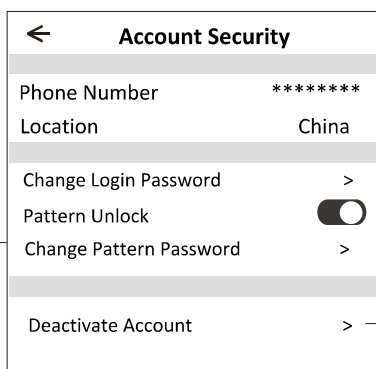 Account Security
Phone Number ********
Location China
Change Login Password >
Pattern Unlock
Change Pattern Password >
Deactivate Account >